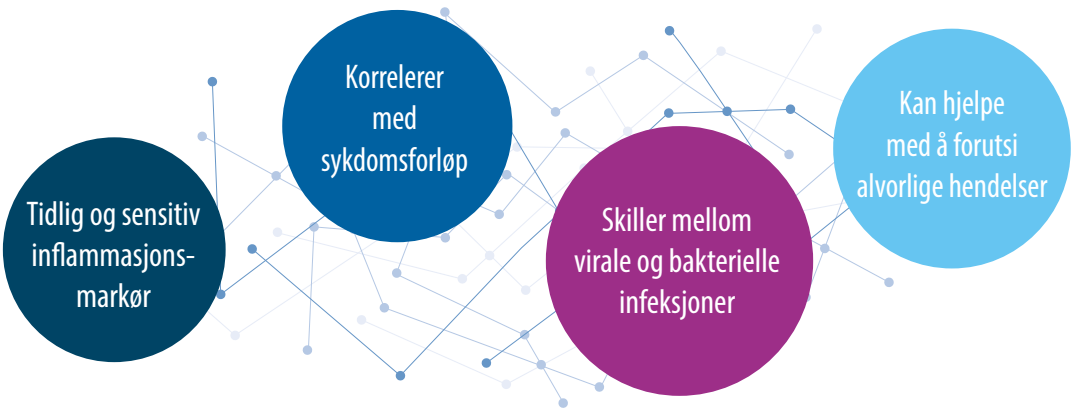 Tidlig og sensitiv
inflammasjons-
markør
Korrelerer
med
sykdomsforløp
Skiller mellom
virale og bakterielle
infeksjoner
Kan hjelpe
med å forutsi
alvorlige hendelser